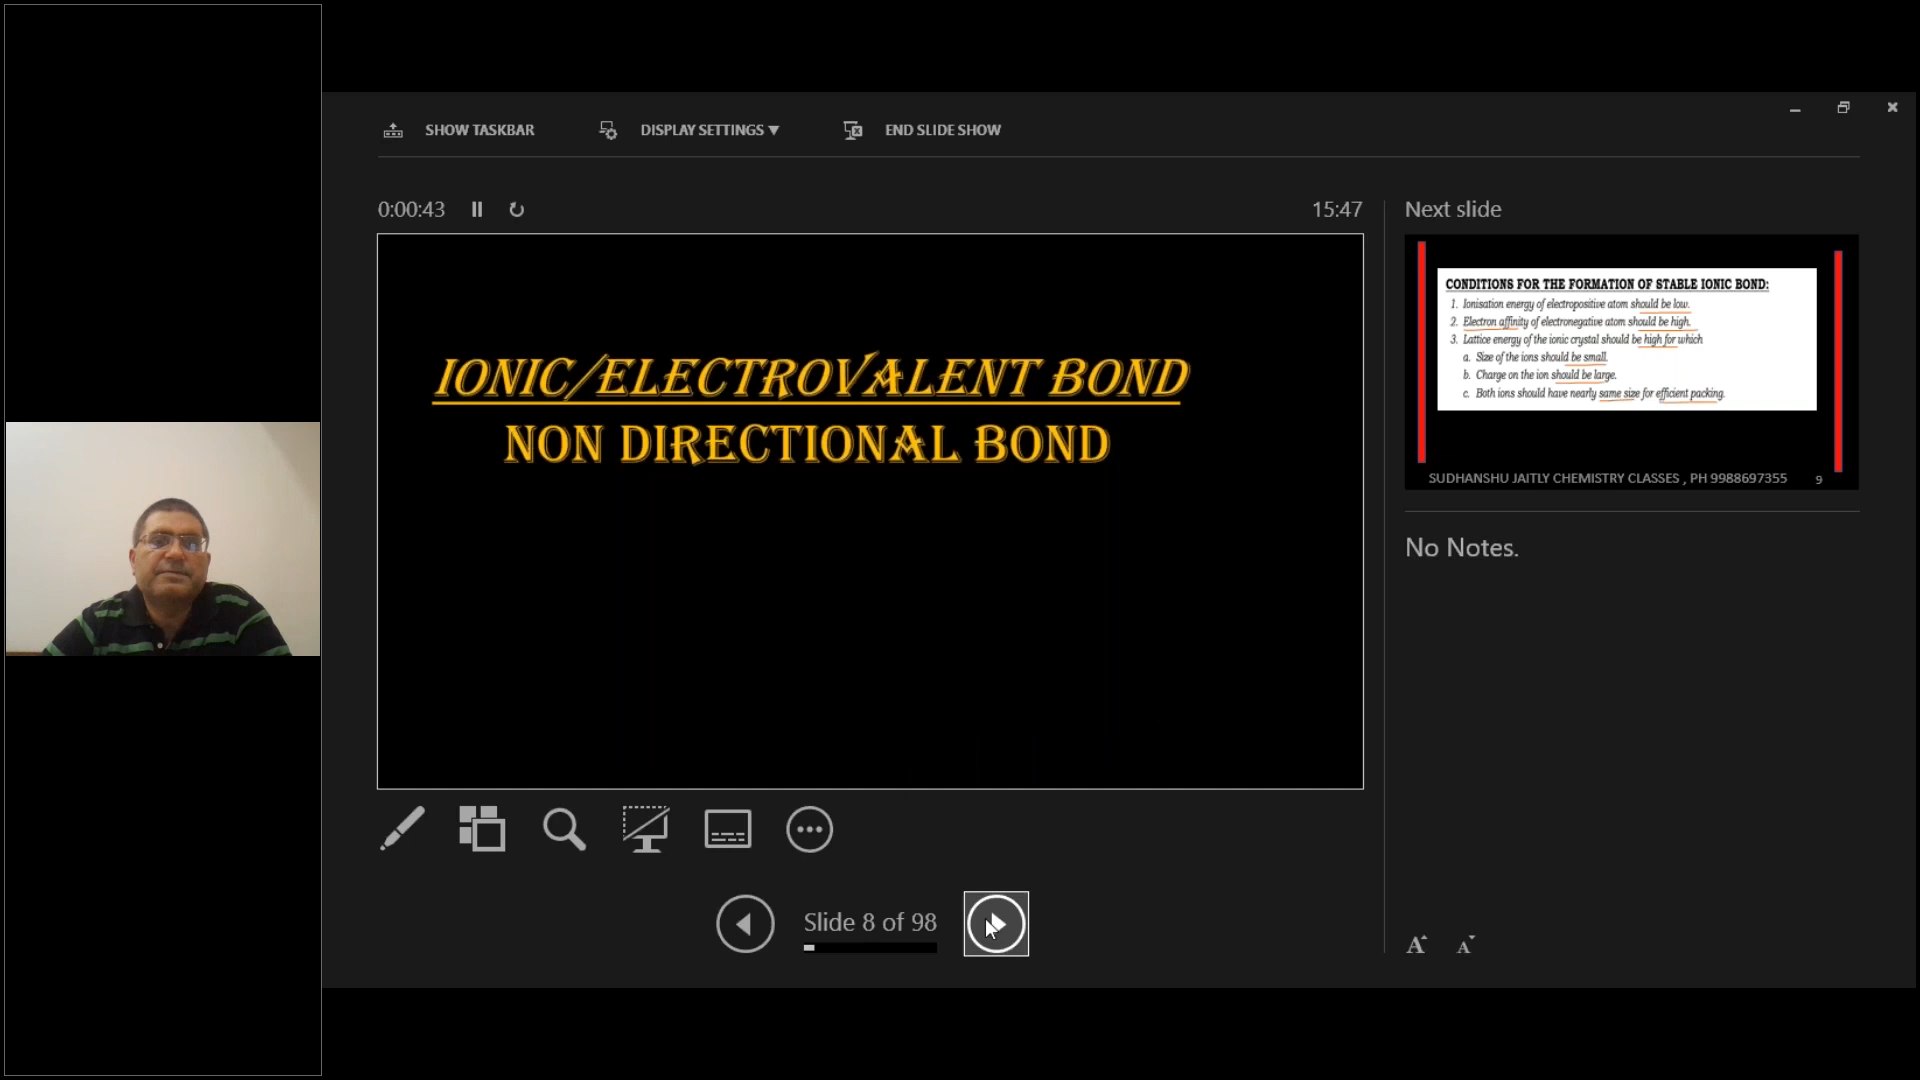 SHOW TASKBAR DISPLAY SETTINGS ▼ END SLIDE SHOW
0:00:43 15:47
IONIC/ELECTROVALENT BOND
NON DIRECTIONAL BOND
Slide 8 of 98
Next slide
CONDITIONS FOR THE FORMATION OF STABLE IONIC BOND:
1. Ionisation energy of electropositive atom should be low.
2. Electron affinity of electronegative atom should be high.
3. Lattice energy of the ionic crystal should be high for which
a. Size of the ions should be small.
b. Charge on the ion should be large.
c. Both ions should have nearly same size for efficient packing.
SUDHANSHU JAITLY CHEMISTRY CLASSES , PH 9988697355 9
No Notes.
A A